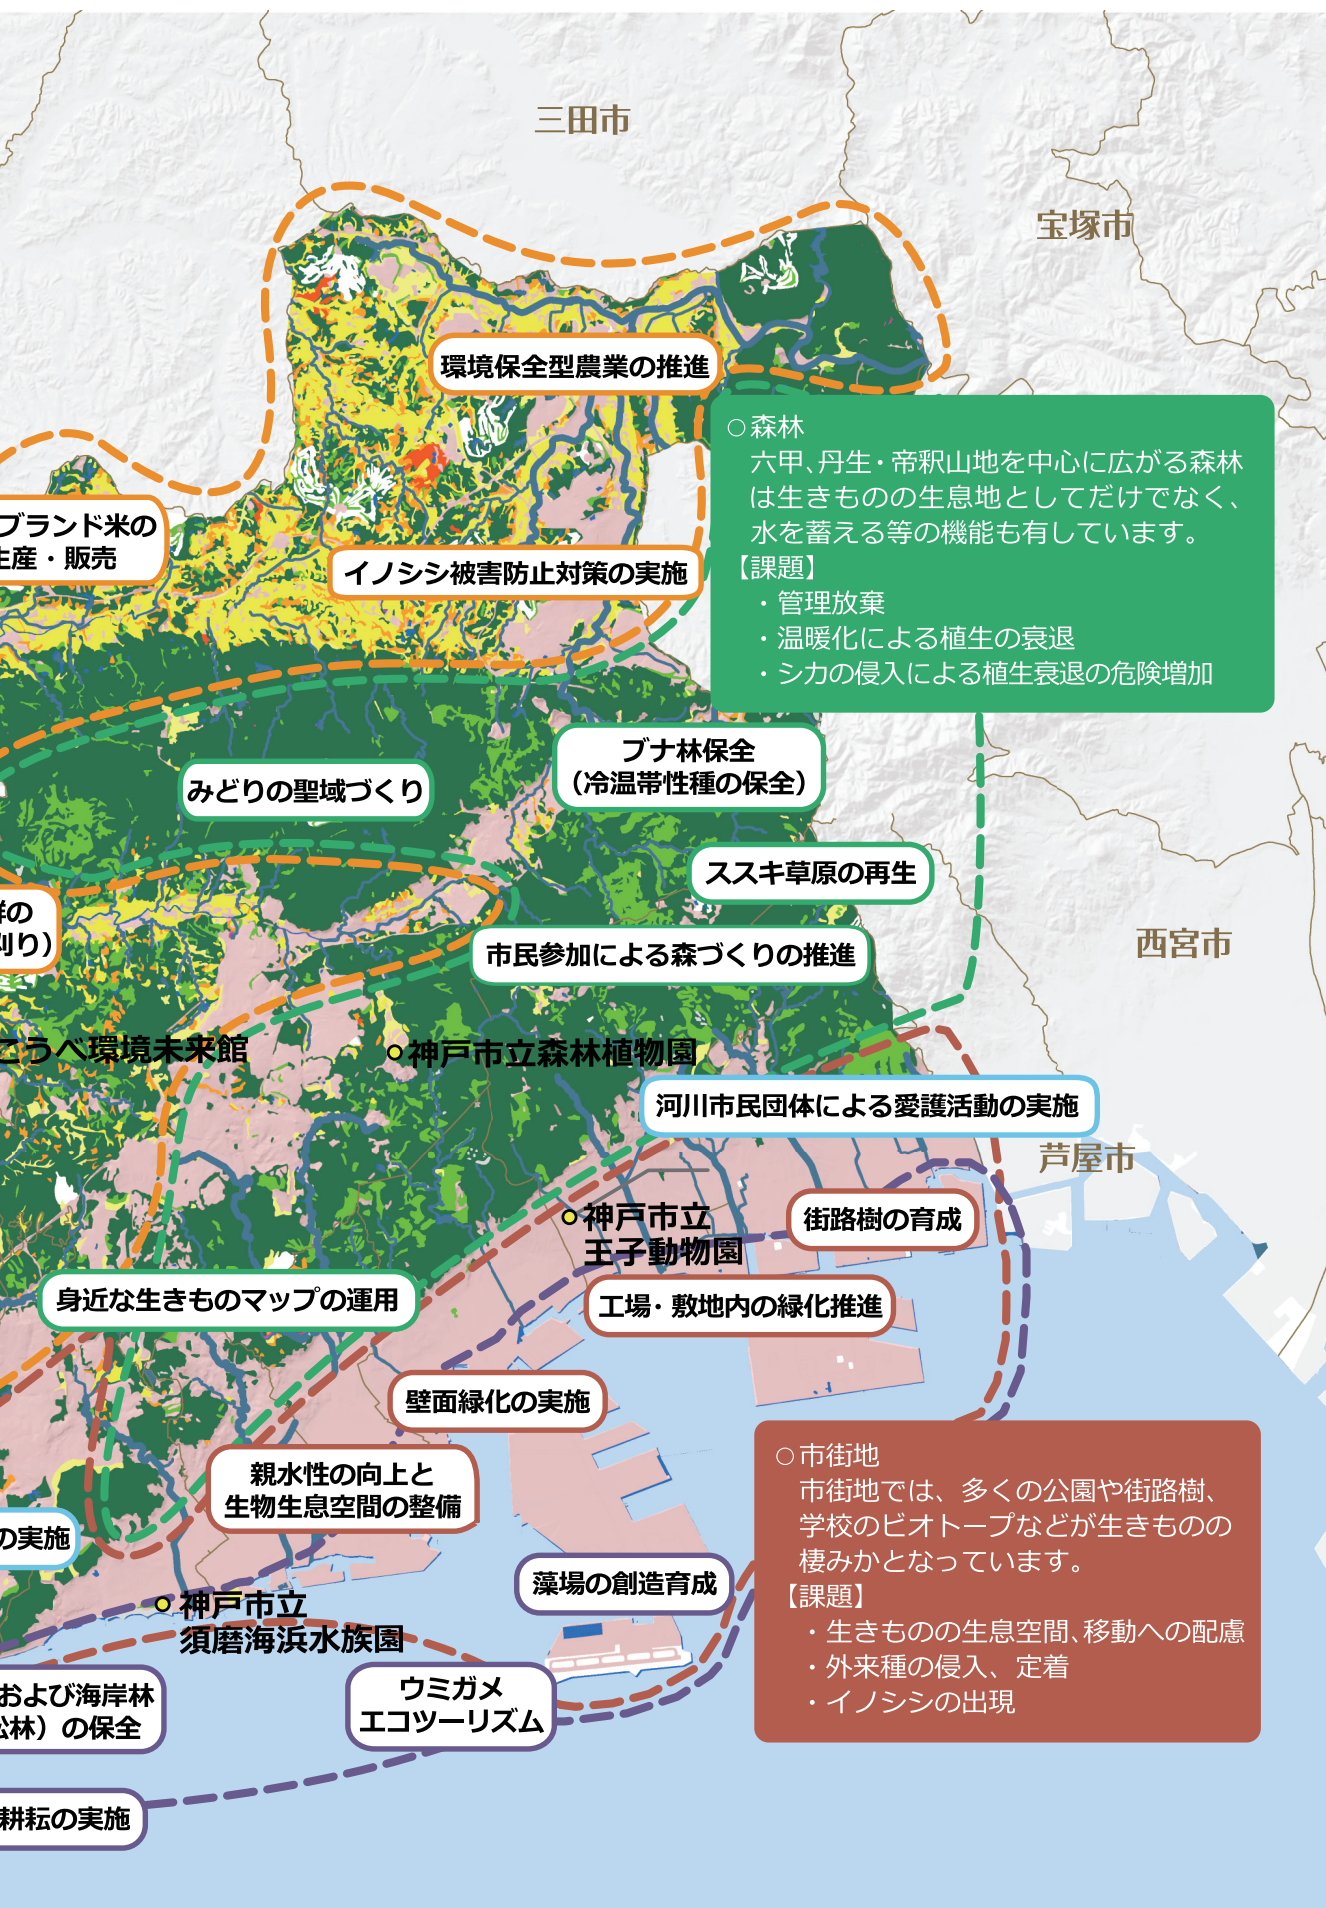 三田市
宝塚市
環境保全型農業の推進
○森林
六甲、丹生・帝釈山地を中心に広がる森林
は生きものの生息地としてだけでなく、
水を蓄える等の機能も有しています。
【課題】
・管理放棄
・温暖化による植生の衰退
・シカの侵入による植生衰退の危険増加
ブランド米の
生産・販売
イノシシ被害防止対策の実施
ブナ林保全
（冷温帯性種の保全）
みどりの聖域づくり
ススキ草原の再生
群の
刈り）
市民参加による森づくりの推進
西宮市
こうべ環境未来館
神戸市立森林植物園
河川市民団体による愛護活動の実施
芦屋市
神戸市立
王子動物園
街路樹の育成
身近な生きものマップの運用
工場・敷地内の緑化推進
壁面緑化の実施
親水性の向上と
生物生息空間の整備
○市街地
市街地では、多くの公園や街路樹、
学校のビオトープなどが生きものの
棲みかとなっています。
【課題】
・生きものの生息空間、移動への配慮
・外来種の侵入、定着
・イノシシの出現
の実施
藻場の創造育成
神戸市立
須磨海浜水族園
および海岸林
松林）の保全
ウミガメ
エコツーリズム
耕耘の実施